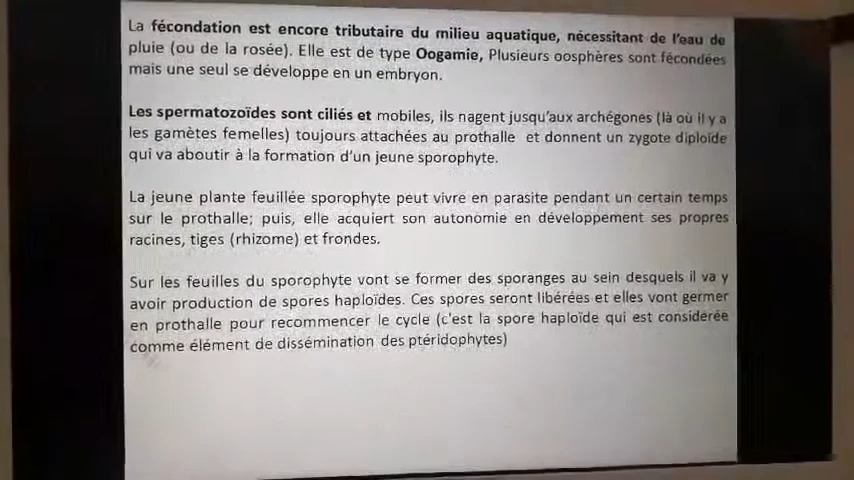 La fécondation est encore tributaire du milieu aquatique, nécessitant de l'eau de
pluie (ou de la rosée). Elle est de type Oogamie, Plusieurs oosphères sont fécondées
mais une seul se développe en un embryon.
Les spermatozoïdes sont ciliés et mobiles, ils nagent jusqu'aux archégones (là où il y a
les gamètes femelles) toujours attachées au prothalle et donnent un zygote diploïde
qui va aboutir à la formation d'un jeune sporophyte.
La jeune plante feuillée sporophyte peut vivre en parasite pendant un certain temps
sur le prothalle; puis, elle acquiert son autonomie en développement ses propres
racines, tiges (rhizome) et frondes.
Sur les feuilles du sporophyte vont se former des sporanges au sein desquels il va y
avoir production de spores haploïdes. Ces spores seront libérées et elles vont germer
en prothalle pour recommencer le cycle (c'est la spore haploïde qui est considérée
comme élément de dissémination des ptéridophytes)